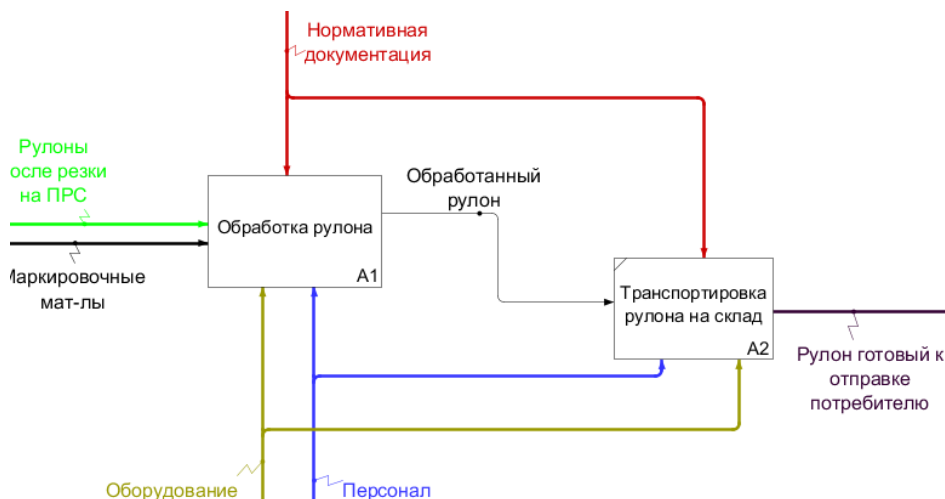 Нормативная
документация
Рулоны
осле резки
на ПРС
Обработанный
рулон
Обработка рулона
A1
Маркировочные
мат-лы
Транспортировка
рулона на склад
A2
Рулон готовый к
отправке
потребителю
Оборудование
Персонал